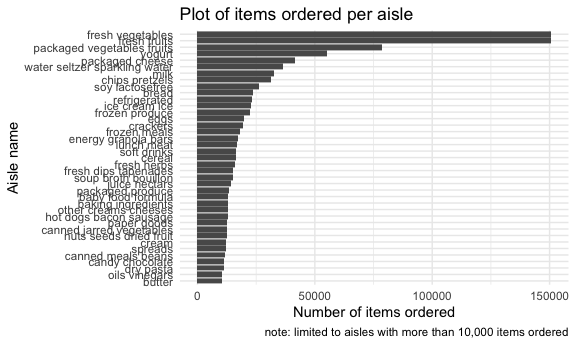 Plot of items ordered per aisle
Aisle name
fresh vegetables
fresh fruits
packaged vegetables fruits
yogurt
packaged cheese
water seltzer sparkling water
milk
chips pretzels
soy lactosefree
bread
refrigerated
ice cream ice
frozen produce
eggs
crackers
frozen meals
energy granola bars
lunch meat
soft drinks
cereal
fresh herbs
fresh dips tapenades
soup broth bouillon
juice nectars
packaged produce
baby food formula
baking ingredients
other creams cheeses
hot dogs bacon sausage
paper goods
canned jarred vegetables
nuts seeds dried fruit
cream
spreads
canned meals beans
candy chocolate
dry pasta
oils vinegars
butter
0 50000 100000 150000
Number of items ordered
note: limited to aisles with more than 10,000 items ordered